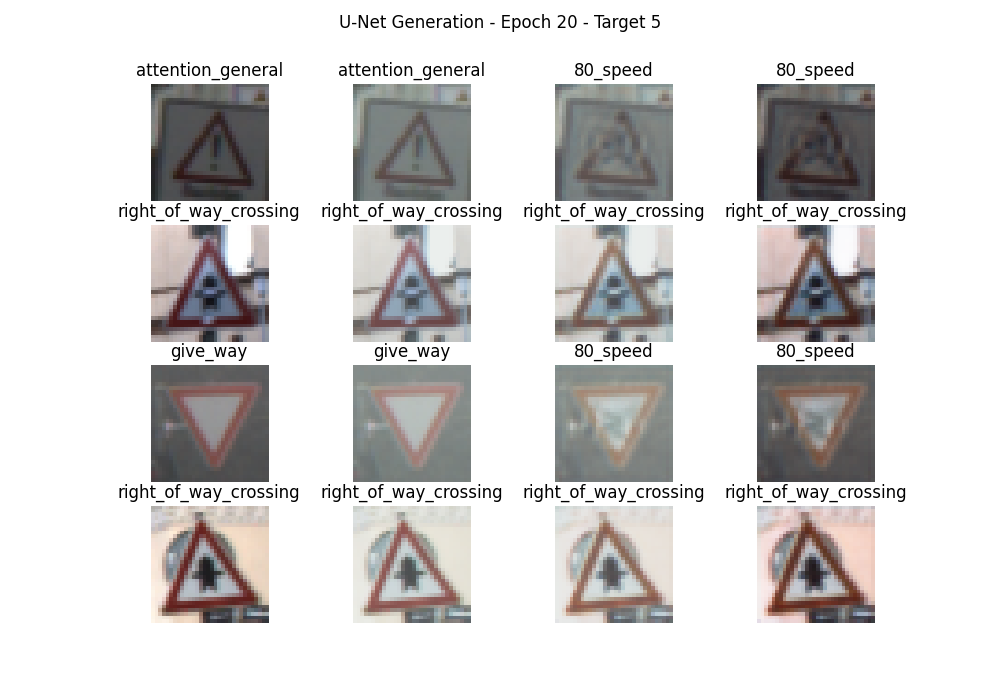 U-Net Generation - Epoch 20 - Target 5
attention_general attention_general 80_speed 80_speed
right_of_way_crossing right_of_way_crossing right_of_way_crossing right_of_way_crossing
give_way give_way 80_speed 80_speed
right_of_way_crossing right_of_way_crossing right_of_way_crossing right_of_way_crossing